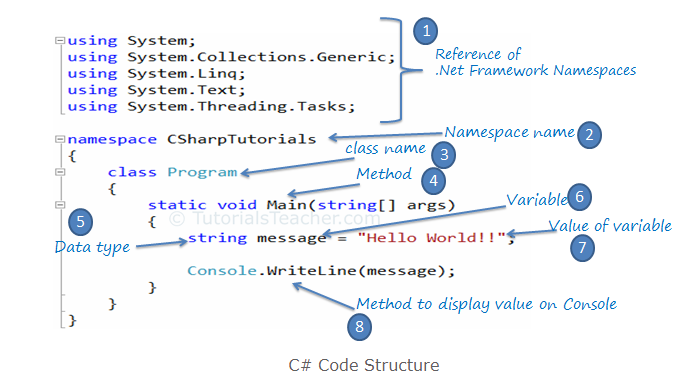 1
using System;
using System.Collections.Generic;
using System.Linq;
using System.Text;
using System.Threading.Tasks;
Reference of
.Net Framework Namespaces
namespace CSharpTutorials
Namespace name 2
{
class name 3
class Program
Method 4
{
static void Main(string[] args)
Variable 6
5
{
© TutorialsTeacher.com
Data type
string message = "Hello World!!";
Value of variable
7
Console.WriteLine(message);
}
Method to display value on Console
8
}
}
C# Code Structure